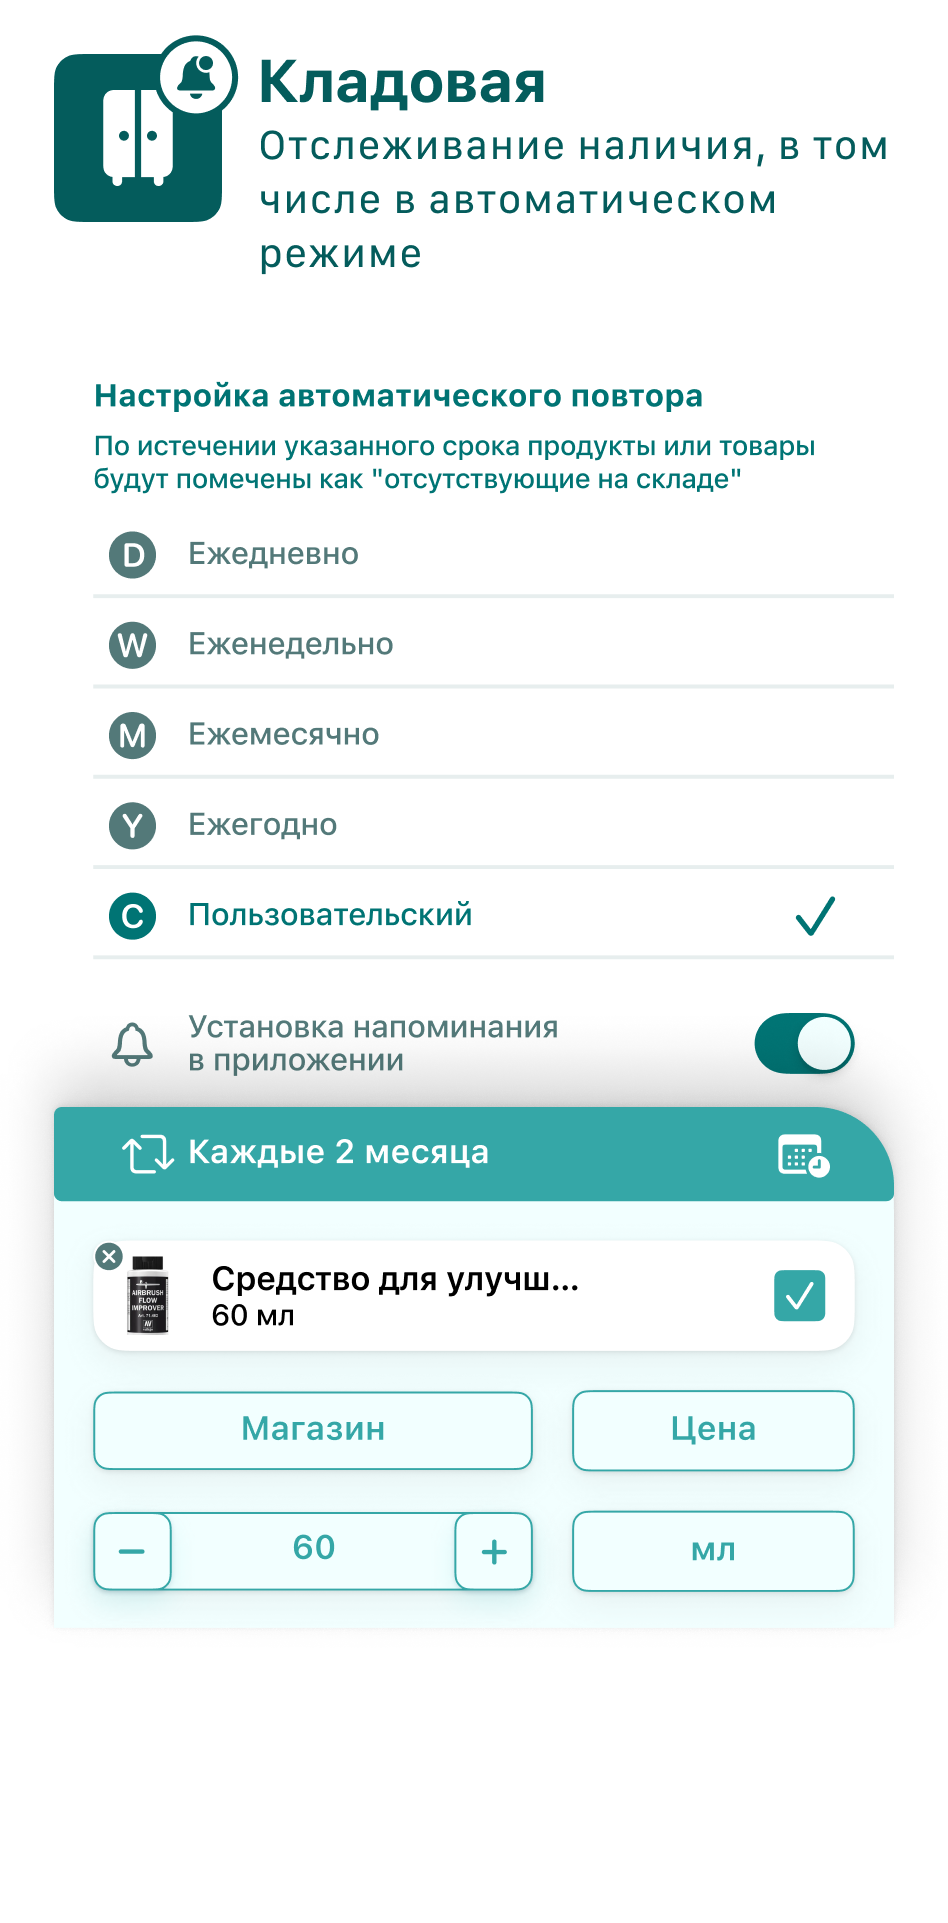 Кладовая
Отслеживание наличия, в том
числе в автоматическом
режиме
Настройка автоматического повтора
По истечении указанного срока продукты или товары
будут помечены как "отсутствующие на складе"
D Ежедневно
W Еженедельно
M Ежемесячно
Y Ежегодно
C Пользовательский
Установка напоминания
в приложении
Каждые 2 месяца
AIRBRUSH
FLOW
IMPROVER
AV
Средство для улучш...
60 мл
Магазин
Цена
60
мл